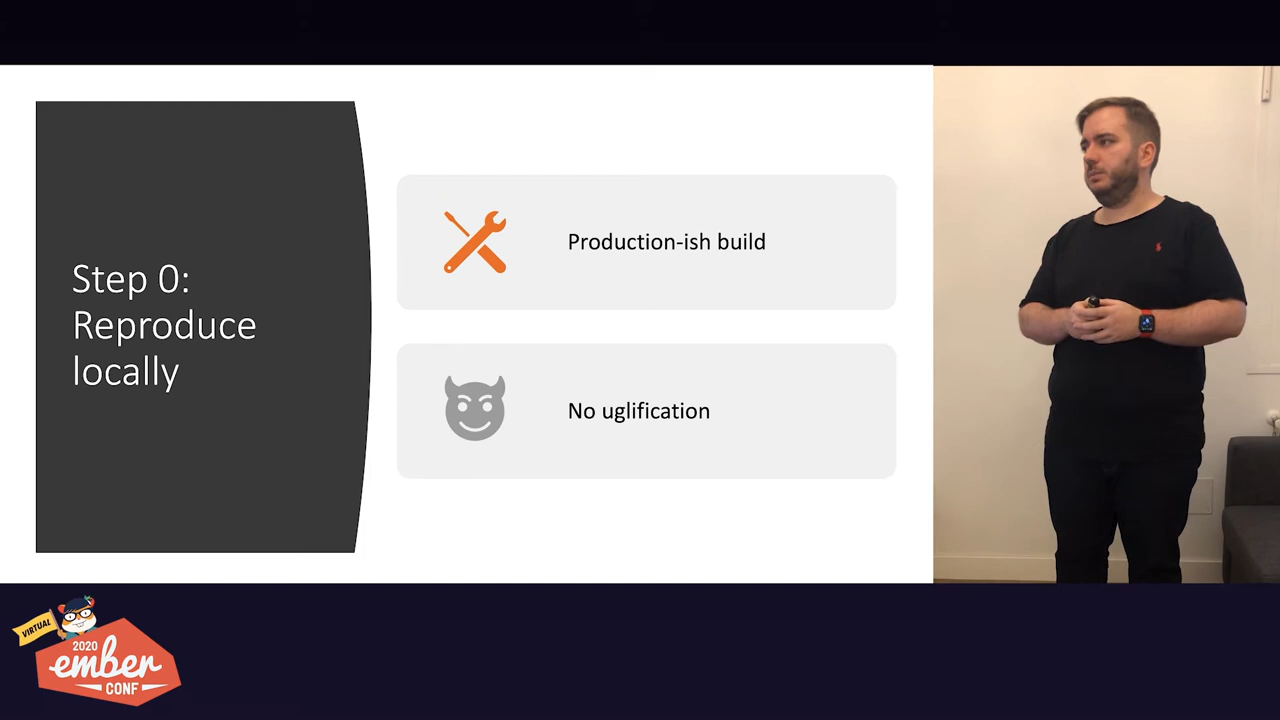 Step 0:
Reproduce
locally
Production-ish build
No uglification
VIRTUAL
2020
ember
CONF